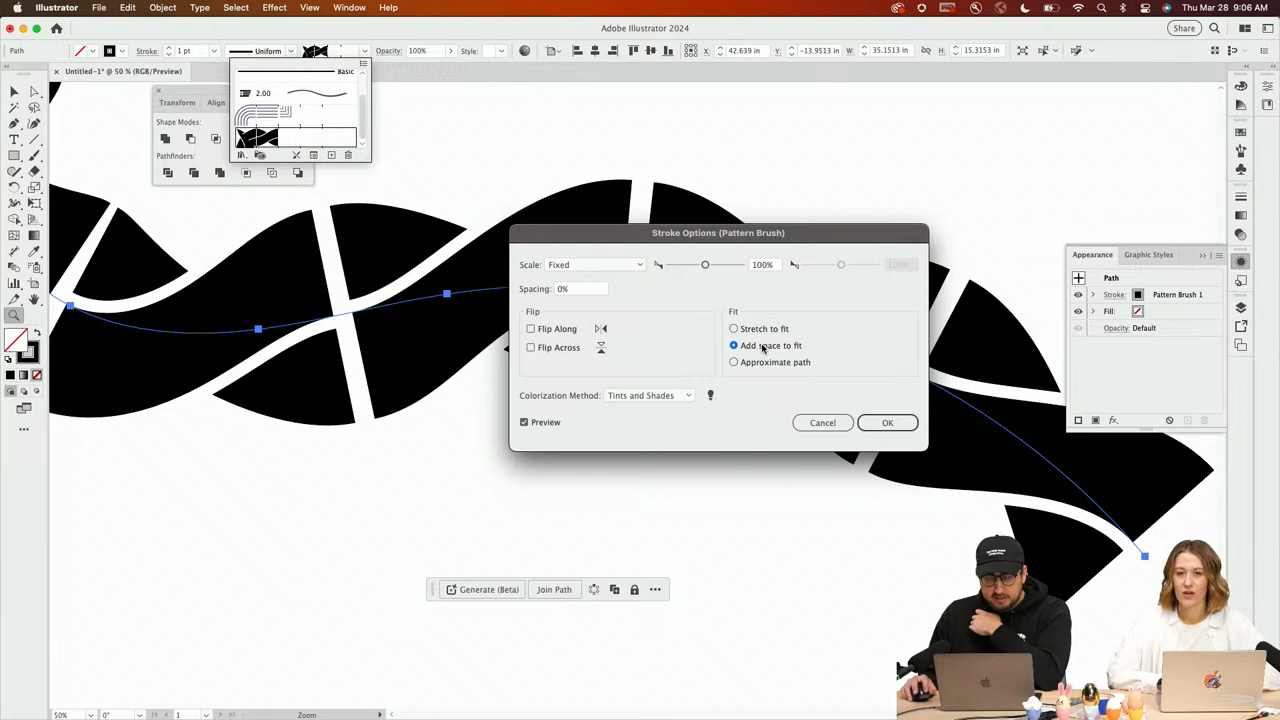 Illustrator File Edit Object Type Select Effect View Window Help
Thu Mar 28 9:06 AM
Adobe Illustrator 2024
Share
Path
Stroke: 1 pt
Uniform
Opacity: 100%
Style:
X: 42.639 in
Y: -13.9513 in
W: 35.1513 in
H: 15.3153 in
× Untitled-1* @ 50 % (RGB/Preview)
Basic
2.00
Transform Align
Shape Modes:
Pathfinders:
Stroke Options (Pattern Brush)
Scale: Fixed
100%
Spacing: 0%
Flip
Flip Along
Flip Across
Fit
Stretch to fit
Add space to fit
Approximate path
Colorization Method: Tints and Shades
Preview
Cancel
OK
Appearance Graphic Styles
Path
Stroke: Pattern Brush 1
Fill:
Opacity: Default
fx
Generate (Beta)
Join Path
50%
0°
1
Zoom